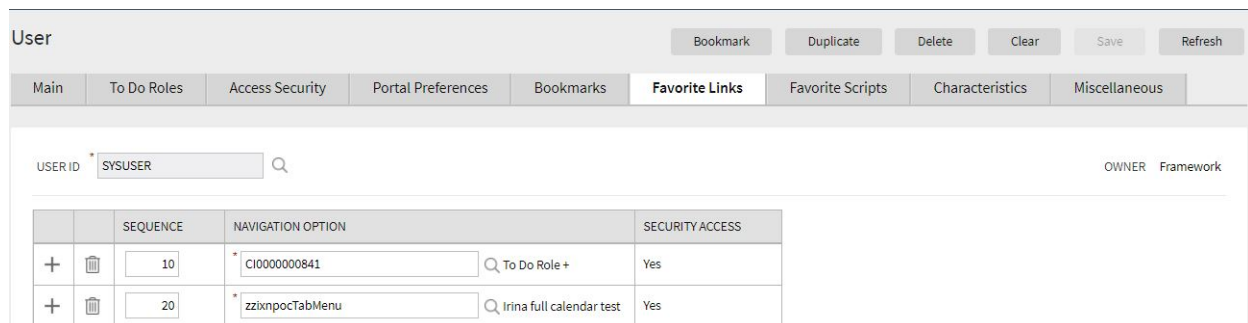 User Bookmark Duplicate Delete Clear Save Refresh
Main To Do Roles Access Security Portal Preferences Bookmarks Favorite Links Favorite Scripts Characteristics Miscellaneous
USER ID * SYSUSER OWNER Framework
SEQUENCE NAVIGATION OPTION SECURITY ACCESS
10 * CI0000000841 To Do Role + Yes
20 * zzixnpocTabMenu Irina full calendar test Yes